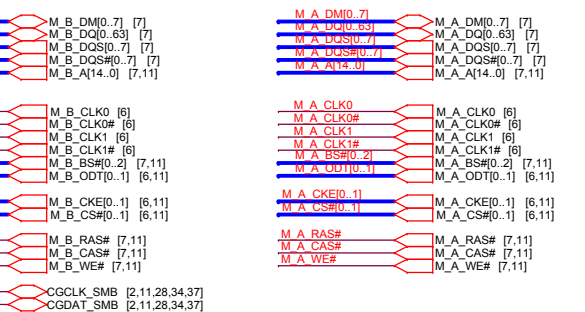 M_B_DM[0..7] [7]
M_B_DQ[0..63] [7]
M_B_DQS[0..7] [7]
M_B_DQS#[0..7] [7]
M_B_A[14..0] [7,11]
M_B_CLK0 [6]
M_B_CLK0# [6]
M_B_CLK1 [6]
M_B_CLK1# [6]
M_B_BS#[0..2] [7,11]
M_B_ODT[0..1] [6,11]
M_B_CKE[0..1] [6,11]
M_B_CS#[0..1] [6,11]
M_B_RAS# [7,11]
M_B_CAS# [7,11]
M_B_WE# [7,11]
CGCLK_SMB [2,11,28,34,37]
CGDAT_SMB [2,11,28,34,37]
M_A_DM[0..7] M_A_DM[0..7] [7]
M_A_DQ[0..63] M_A_DQ[0..63] [7]
M_A_DQS[0..7] M_A_DQS[0..7] [7]
M_A_DQS#[0..7] M_A_DQS#[0..7] [7]
M_A_A[14..0] M_A_A[14..0] [7,11]
M_A_CLK0 M_A_CLK0 [6]
M_A_CLK0# M_A_CLK0# [6]
M_A_CLK1 M_A_CLK1 [6]
M_A_CLK1# M_A_CLK1# [6]
M_A_BS#[0..2] M_A_BS#[0..2] [7,11]
M_A_ODT[0..1] M_A_ODT[0..1] [6,11]
M_A_CKE[0..1] M_A_CKE[0..1] [6,11]
M_A_CS#[0..1] M_A_CS#[0..1] [6,11]
M_A_RAS# M_A_RAS# [7,11]
M_A_CAS# M_A_CAS# [7,11]
M_A_WE# M_A_WE# [7,11]